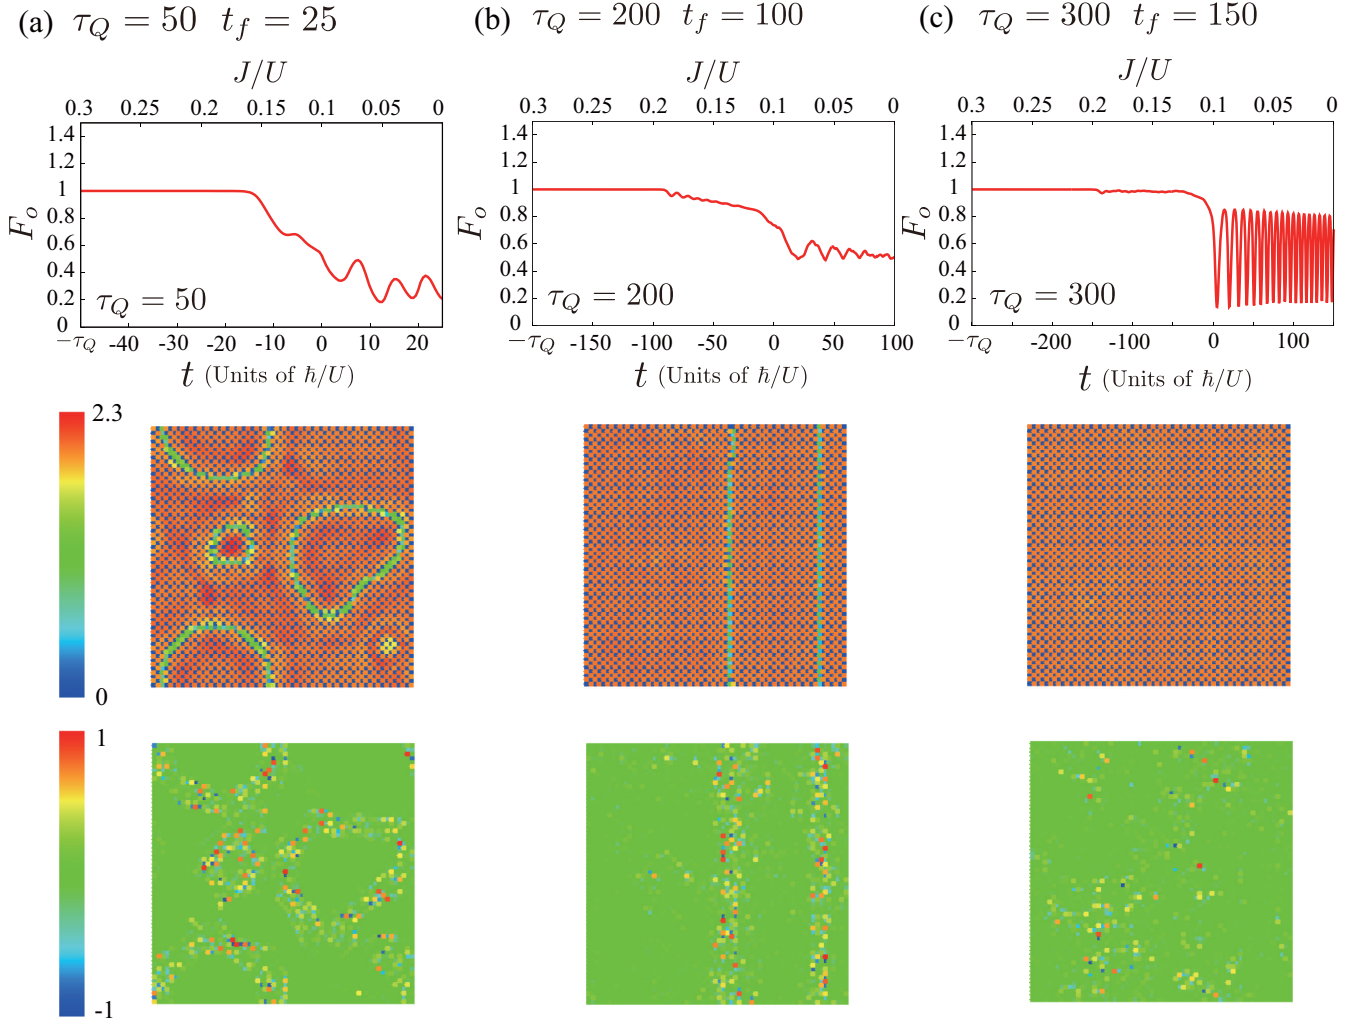 (a) τ_Q = 50 t_f = 25
J/U
0.3 0.25 0.2 0.15 0.1 0.05 0
1.4
1.2
1
0.8
0.6
0.4
0.2
0
F_o
τ_Q = 50
−τ_Q -40 -30 -20 -10 0 10 20
t (Units of ℏ/U)
(b) τ_Q = 200 t_f = 100
J/U
0.3 0.25 0.2 0.15 0.1 0.05 0
1.4
1.2
1
0.8
0.6
0.4
0.2
0
F_o
τ_Q = 200
−τ_Q -150 -100 -50 0 50 100
t (Units of ℏ/U)
(c) τ_Q = 300 t_f = 150
J/U
0.3 0.25 0.2 0.15 0.1 0.05 0
1.4
1.2
1
0.8
0.6
0.4
0.2
0
F_o
τ_Q = 300
−τ_Q -200 -100 0 100
t (Units of ℏ/U)
2.3
0
1
-1